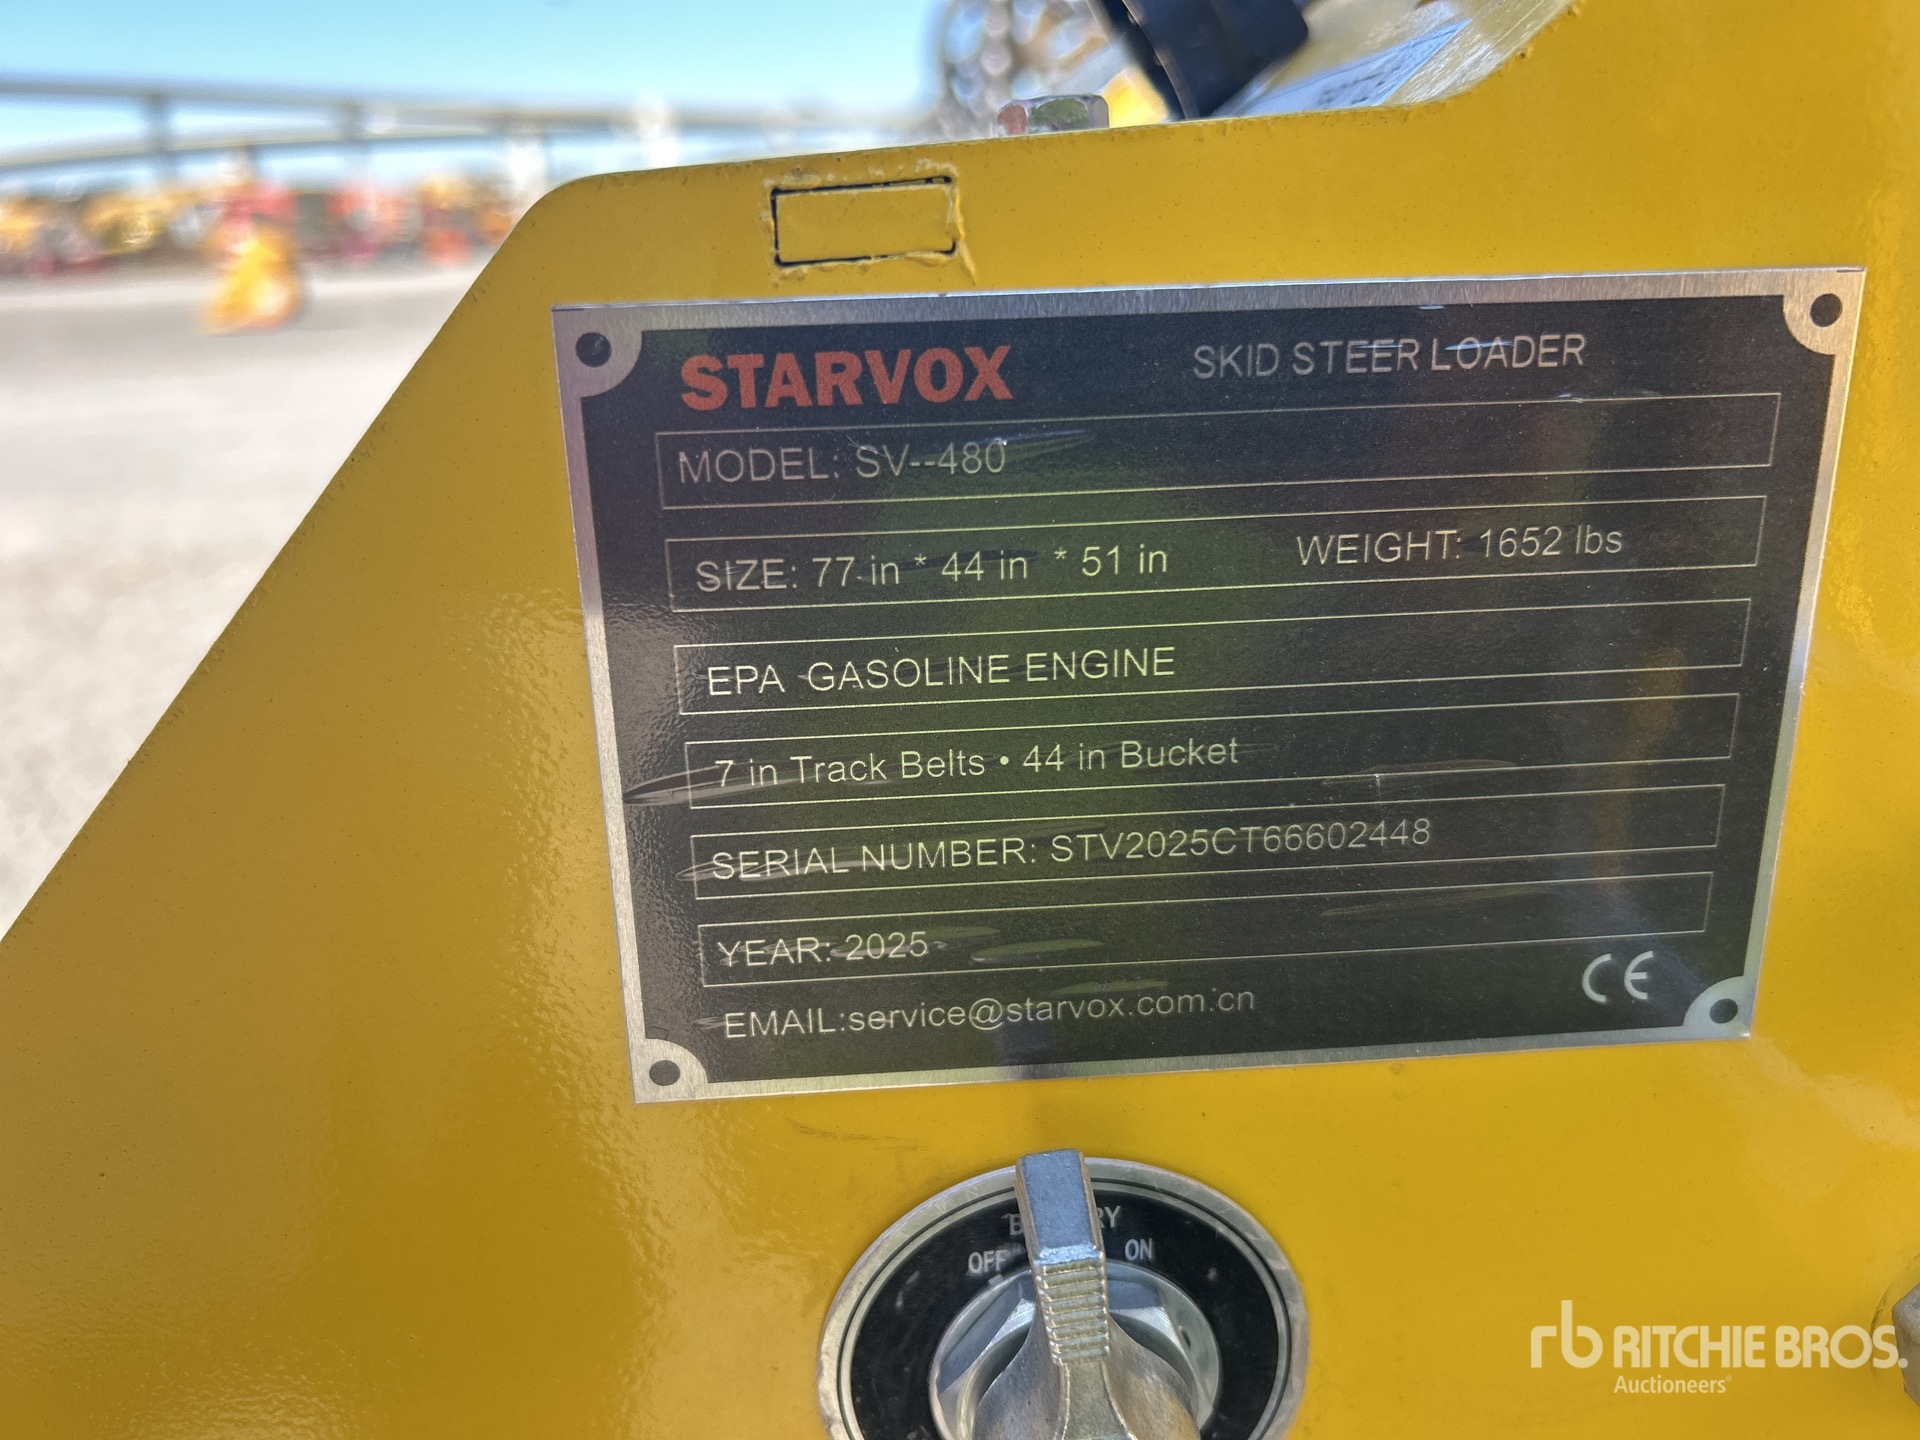 STARVOX SKID STEER LOADER
MODEL: SV--480
SIZE: 77 in * 44 in * 51 in WEIGHT: 1652 lbs
EPA GASOLINE ENGINE
7 in Track Belts • 44 in Bucket
SERIAL NUMBER: STV2025CT66602448
YEAR: 2025
CE
EMAIL:service@starvox.com.cn
OFF ON
rb RITCHIE BROS.
Auctioneers